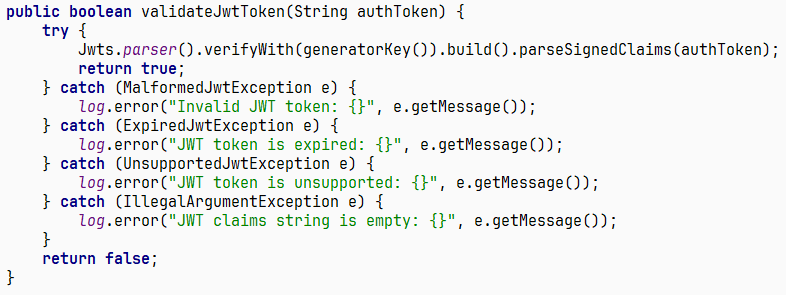 public boolean validateJwtToken(String authToken) {
    try {
        Jwts.parser().verifyWith(generatorKey()).build().parseSignedClaims(authToken);
        return true;
    } catch (MalformedJwtException e) {
        log.error("Invalid JWT token: {}", e.getMessage());
    } catch (ExpiredJwtException e) {
        log.error("JWT token is expired: {}", e.getMessage());
    } catch (UnsupportedJwtException e) {
        log.error("JWT token is unsupported: {}", e.getMessage());
    } catch (IllegalArgumentException e) {
        log.error("JWT claims string is empty: {}", e.getMessage());
    }
    return false;
}